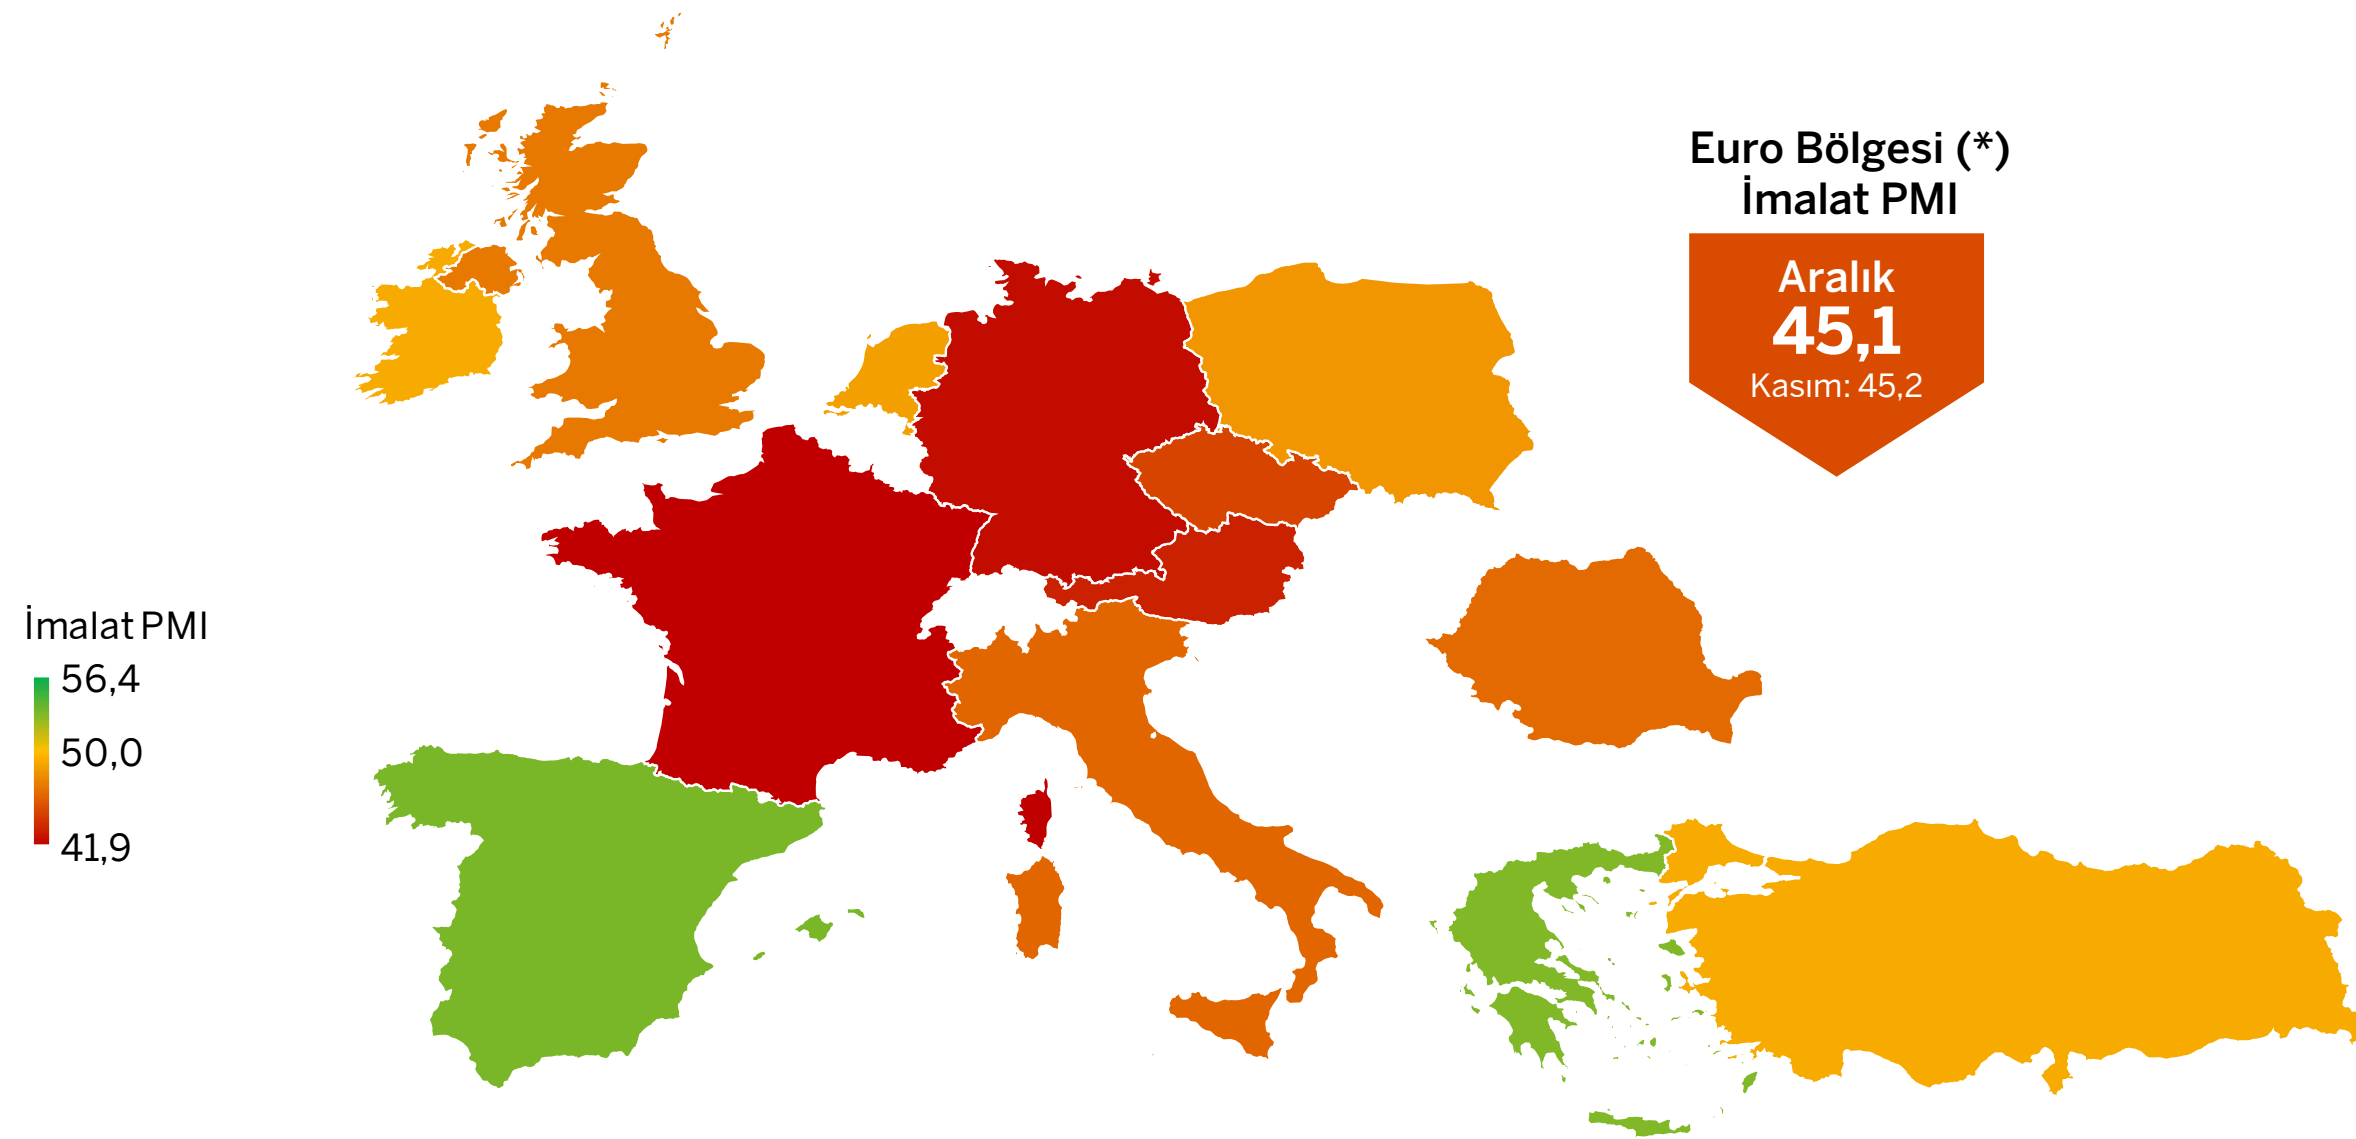 Euro Bölgesi (*)
İmalat PMI
Aralık
45,1
Kasım: 45,2
İmalat PMI
56,4
50,0
41,9